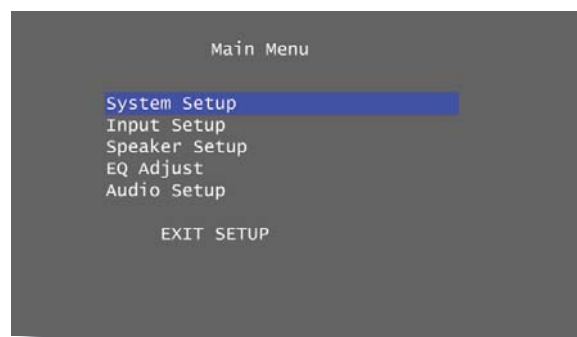 Main Menu
System Setup
Input Setup
Speaker Setup
EQ Adjust
Audio Setup
EXIT SETUP